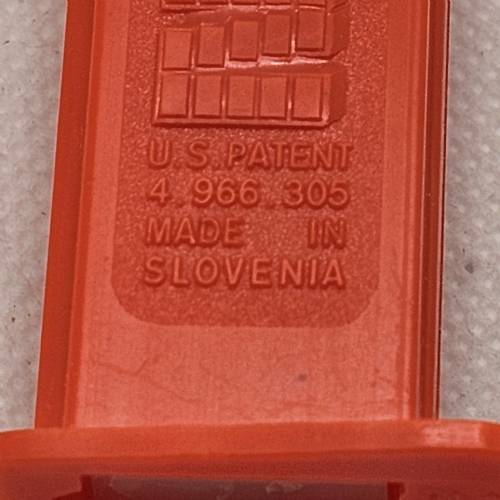 U.S.PATENT
4.966.305
MADE IN
SLOVENIA